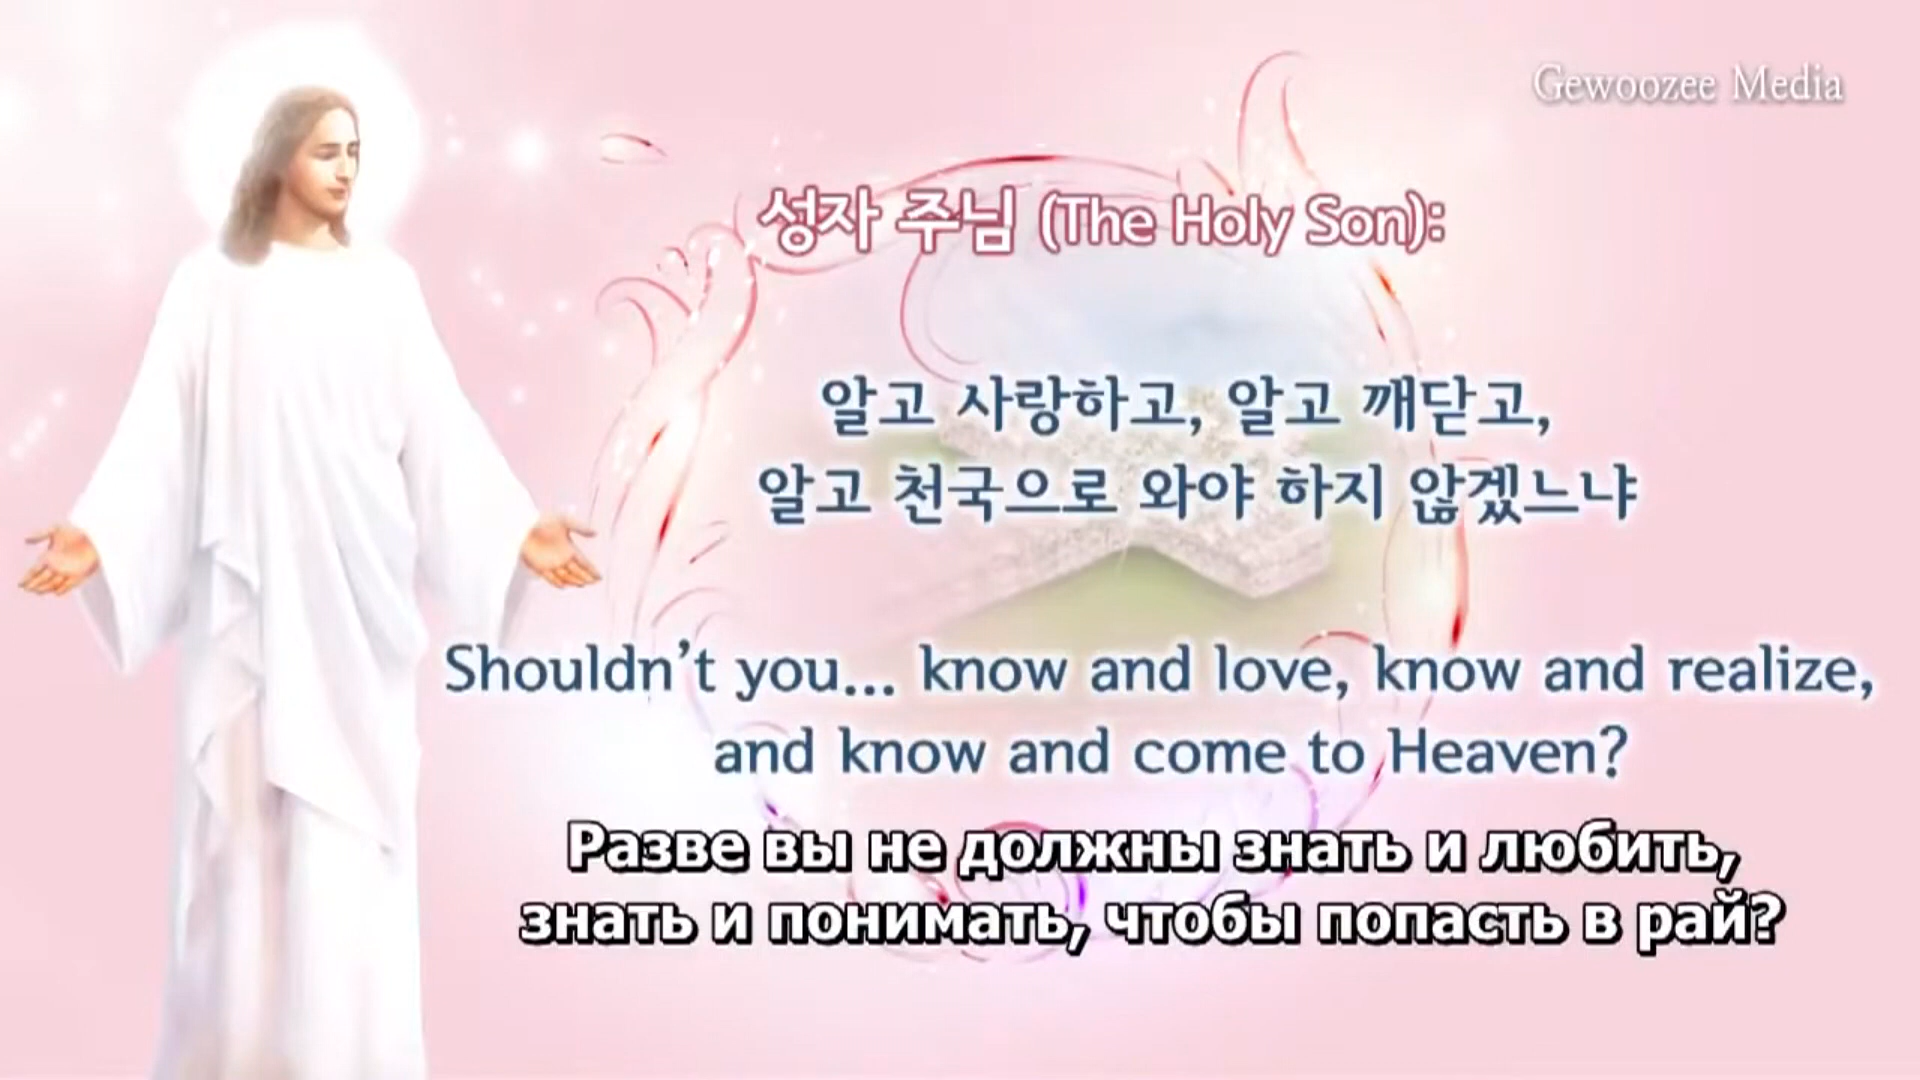 Gewoozee Media
성자 주님 (The Holy Son):
알고 사랑하고, 알고 깨닫고,
알고 천국으로 와야 하지 않겠느냐
Shouldn't you... know and love, know and realize,
and know and come to Heaven?
Разве вы не должны знать и любить,
знать и понимать, чтобы попасть в рай?